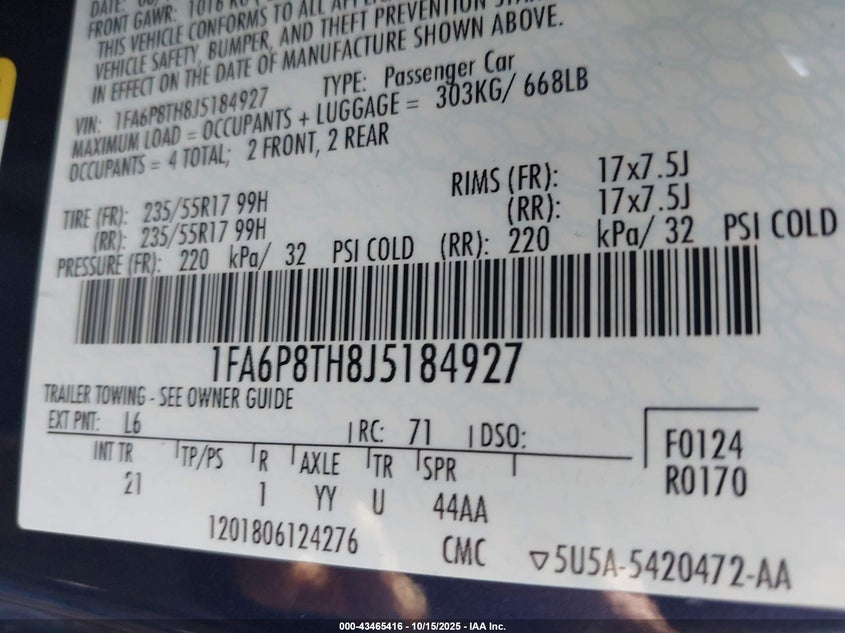 DATE:
FRONT GAWR: 1016 KG
THIS VEHICLE CONFORMS TO ALL
VEHICLE SAFETY, BUMPER, AND THEFT PREVENTION
IN EFFECT ON THE DATE OF MANUFACTURE SHOWN ABOVE.
VIN: 1FA6P8TH8J5184927 TYPE: Passenger Car
MAXIMUM LOAD = OCCUPANTS + LUGGAGE = 303KG/ 668LB
OCCUPANTS = 4 TOTAL; 2 FRONT, 2 REAR
TIRE (FR): 235/55R17 99H RIMS (FR): 17x7.5J
(RR): 235/55R17 99H (RR): 17x7.5J
PRESSURE (FR): 220 kPa/ 32 PSI COLD (RR): 220 kPa/ 32 PSI COLD
1FA6P8TH8J5184927
TRAILER TOWING - SEE OWNER GUIDE
EXT PNT: L6 RC: 71 DSO: F0124
INT TR TP/PS R AXLE TR SPR R0170
21 1 YY U 44AA
1201806124276 CMC ▽5U5A-5420472-AA
000-43465416 - 10/15/2025 - IAA Inc.